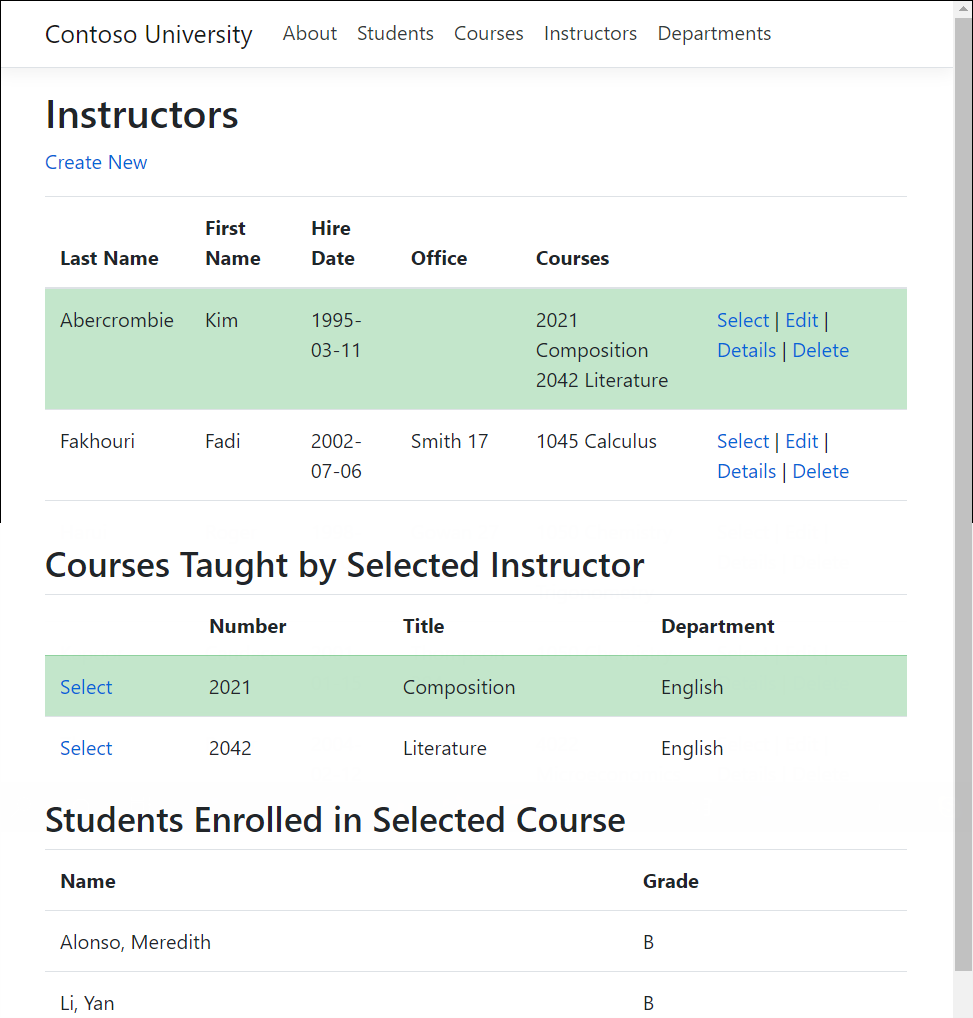 Contoso University About Students Courses Instructors Departments
Instructors
Create New
Last Name First Name Hire Date Office Courses
Abercrombie Kim 1995-03-11 2021 Composition 2042 Literature Select | Edit | Details | Delete
Fakhouri Fadi 2002-07-06 Smith 17 1045 Calculus Select | Edit | Details | Delete
Courses Taught by Selected Instructor
Number Title Department
Select 2021 Composition English
Select 2042 Literature English
Students Enrolled in Selected Course
Name Grade
Alonso, Meredith B
Li, Yan B